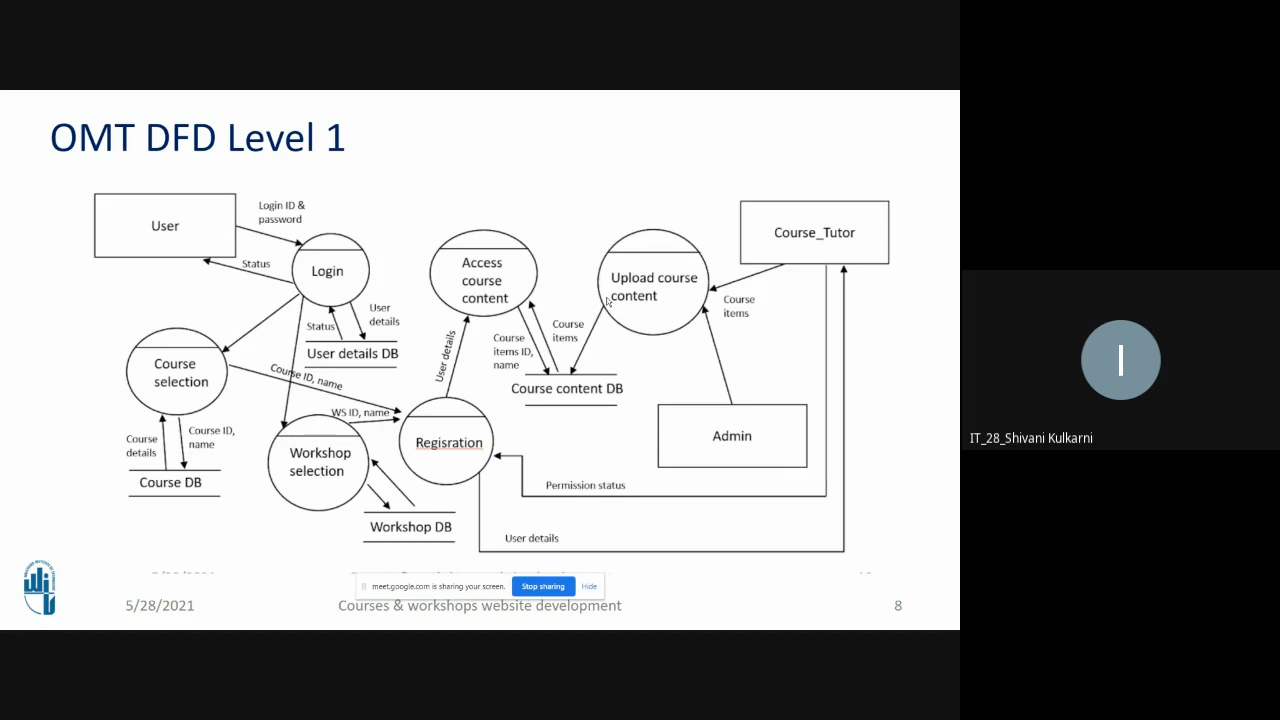 OMT DFD Level 1
User
Login ID &
password
Status
Login
User
details
Status
User details DB
Course
selection
Course ID, name
WS ID, name
Course
details
Course ID,
name
Course DB
Workshop
selection
Workshop DB
Regisration
User details
Access
course
content
Course
items ID,
name
Course
items
Course content DB
Upload course
content
Course_Tutor
Course
items
Admin
Permission status
User details
meet.google.com is sharing your screen.
Stop sharing
Hide
5/28/2021
Courses & workshops website development
8
I
IT_28_Shivani Kulkarni